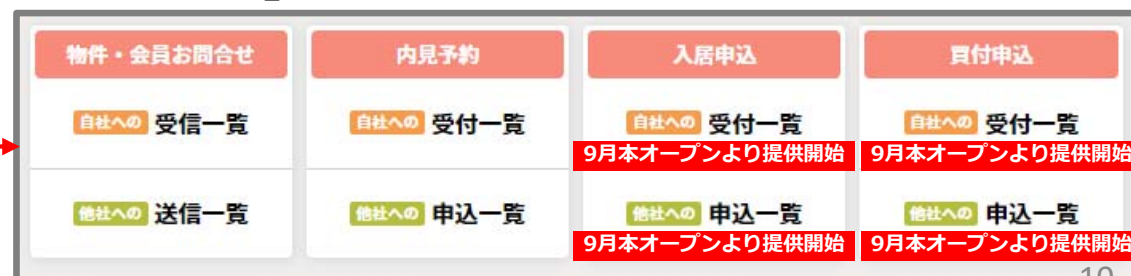 物件・会員お問合せ
内見予約
入居申込
買付申込
自社への 受信一覧
自社への 受付一覧
自社への 受付一覧
自社への 受付一覧
9月本オープンより提供開始
9月本オープンより提供開始
他社への 送信一覧
他社への 申込一覧
他社への 申込一覧
他社への 申込一覧
9月本オープンより提供開始
9月本オープンより提供開始